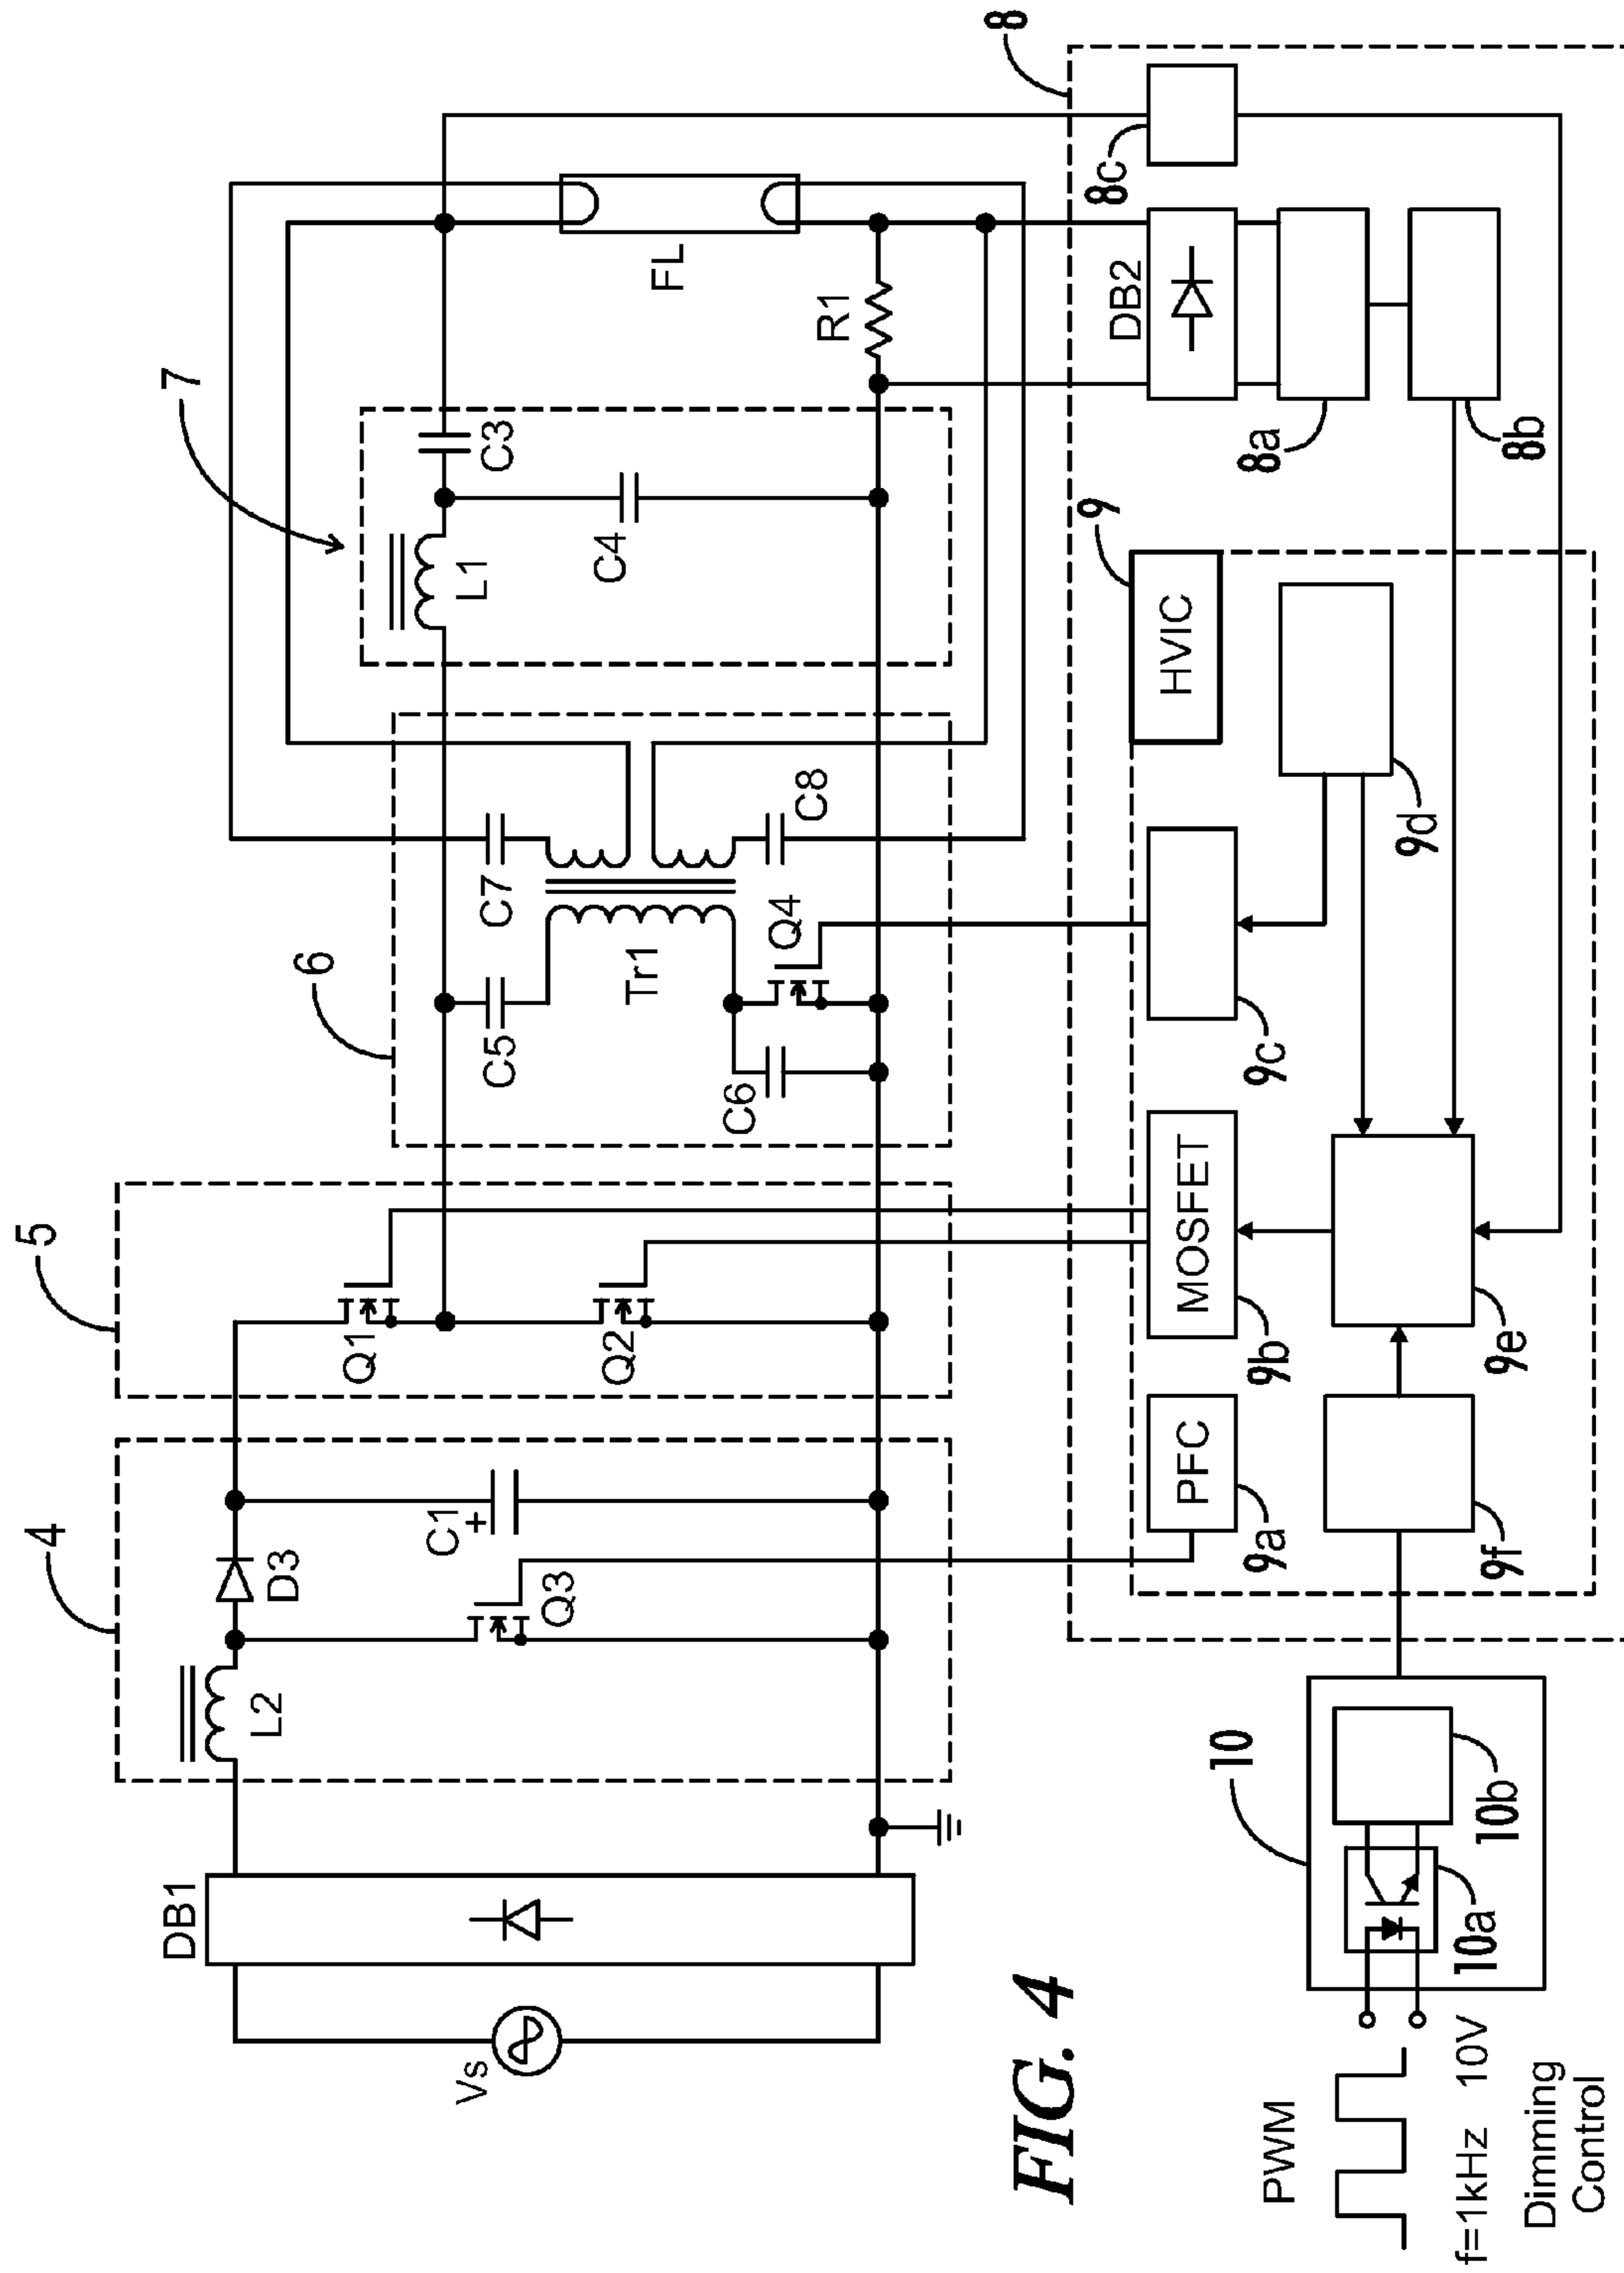 5
4
7
6
8
L2
D3
C1
+
Q3
Q1
Q2
C5
C7
Tr1
C6
Q4
C8
L1
C3
C4
FL
R1
DB1
Vs
DB2
8c
8a
8b
9
HVIC
PFC
MOSFET
9a
9b
9c
9d
9e
9f
10
10a
10b
PWM
f=1kHz 10V
Dimming
Control
FIG. 4